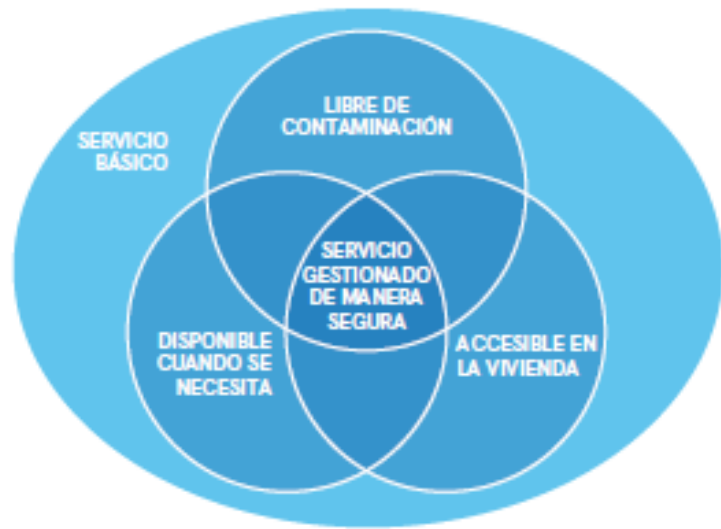 LIBRE DE
CONTAMINACIÓN
SERVICIO
BÁSICO
SERVICIO
GESTIONADO
DE MANERA
SEGURA
DISPONIBLE
CUANDO SE
NECESITA
ACCESIBLE EN
LA VIVIENDA